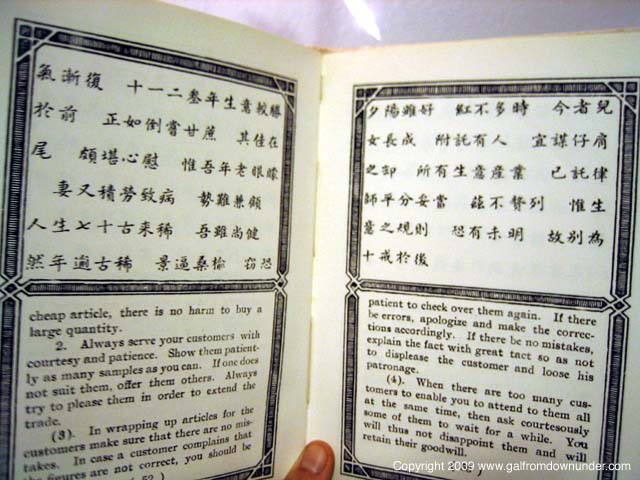 氣漸復 十一二叁年生意較勝
於前 正如倒嘗甘蔗 其佳在
尾 頗堪心慰 惟吾年老眼矇
妻又積勞致病 勢難兼顧
人生七十古来稀 吾雖尚健
然年逾古稀 景逼桑榆 竊恐
cheap article, there is no harm to buy a
large quantity.
2. Always serve your customers with
courtesy and patience. Show them patient-
ly as many samples as you can. If one does
not suit them, offer them others. Always
try to please them in order to extend the
trade.
(3). In wrapping up articles for the
customers make sure that there are no mis-
takes. In case a customer complains that
the figures are not correct, you should be
夕陽雖好 紅不多時 今者兒
女長成 附託有人 宜謀仔肩
之卸 所有生意產業 已託律
師平分妥當 茲不贅列 惟生
意之規則 恐有未明 故別為
十戒於後
patient to check over them again. If there
be errors, apologize and make the correc-
tions accordingly. If there be no mistakes,
explain the fact with great tact so as not
to displease the customer and loose his
patronage.
(4). When there are too many cus-
tomers to enable you to attend to them all
at the same time, then ask courtesously
some of them to wait for a while. You
will thus not disappoint them and will
retain their goodwill.
Copyright 2009 www.galfromdownunder.com